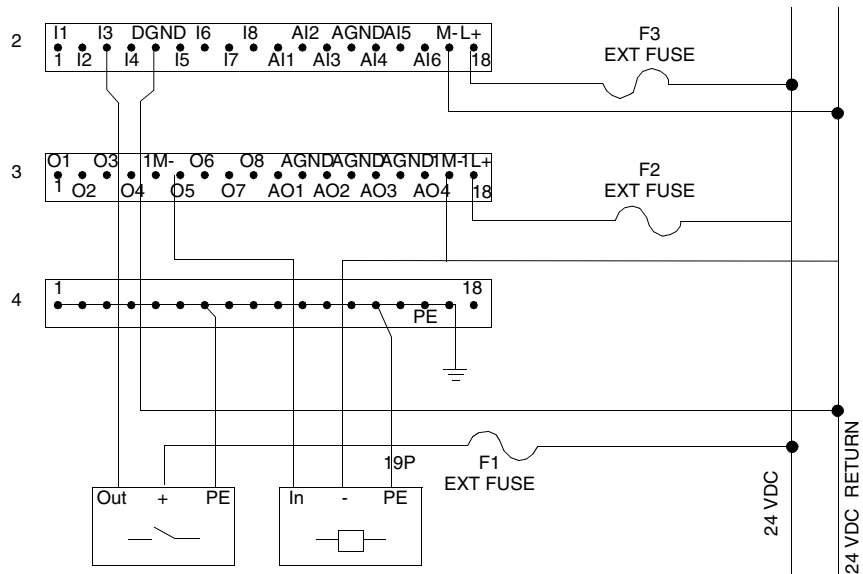 F3
EXT FUSE
I1 I3 DGND I6 I8 AI2 AGND AI5 M- L+
2
1 I2 I4 I5 I7 AI1 AI3 AI4 AI6 18
O1 O3 1M- O6 O8 AGND AGND AGND 1M- 1L+
3
1 O2 O4 O5 O7 AO1 AO2 AO3 AO4 18
F2
EXT FUSE
1 18
4
PE
19P
F1
EXT FUSE
Out + PE
In - PE
24 VDC
24 VDC RETURN